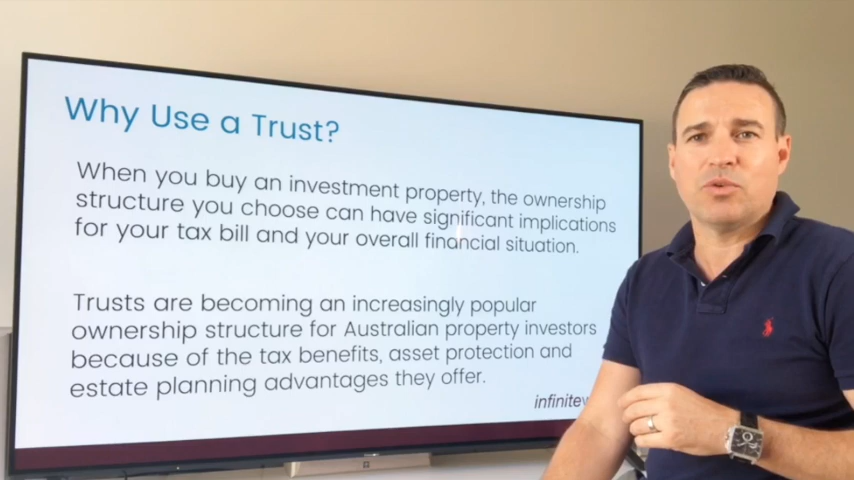 Why Use a Trust?
When you buy an investment property, the ownership
structure you choose can have significant implications
for your tax bill and your overall financial situation.
Trusts are becoming an increasingly popular
ownership structure for Australian property investors
because of the tax benefits, asset protection and
estate planning advantages they offer.